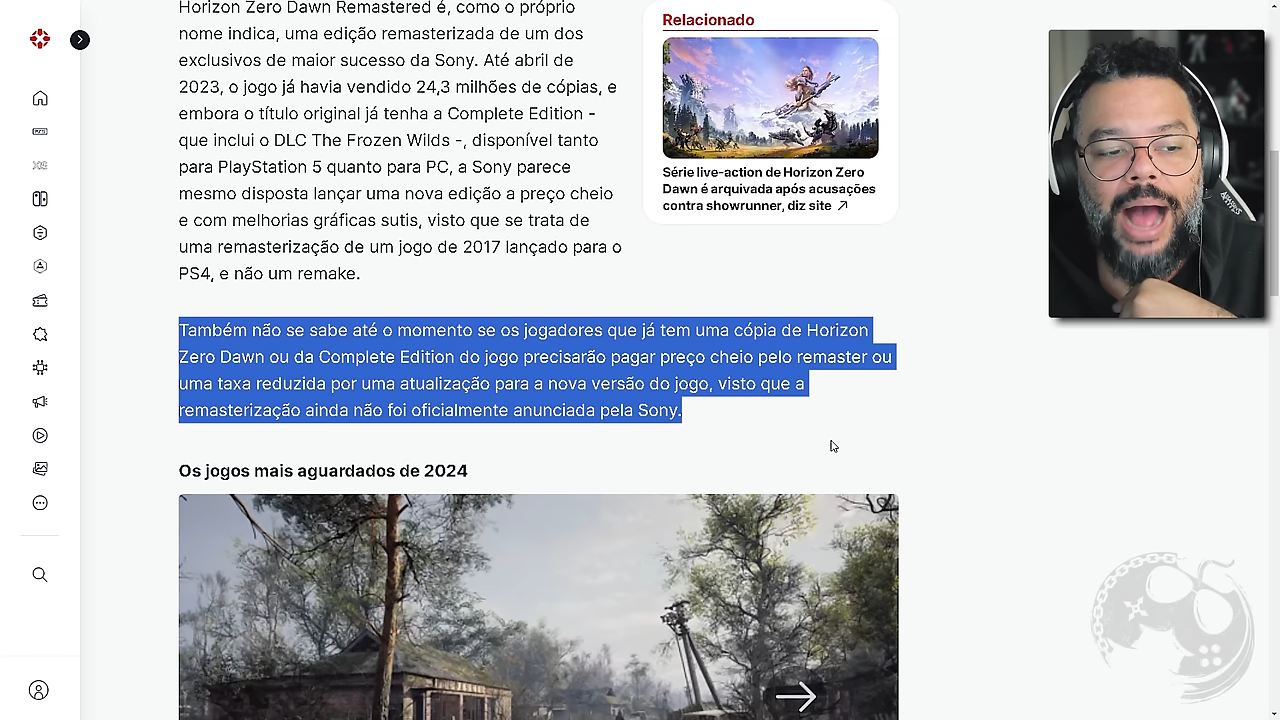 Horizon Zero Dawn Remastered é, como o próprio
nome indica, uma edição remasterizada de um dos
exclusivos de maior sucesso da Sony. Até abril de
2023, o jogo já havia vendido 24,3 milhões de cópias, e
embora o título original já tenha a Complete Edition -
que inclui o DLC The Frozen Wilds -, disponível tanto
para PlayStation 5 quanto para PC, a Sony parece
mesmo disposta lançar uma nova edição a preço cheio
e com melhorias gráficas sutis, visto que se trata de
uma remasterização de um jogo de 2017 lançado para o
PS4, e não um remake.
Relacionado
Série live-action de Horizon Zero
Dawn é arquivada após acusações
contra showrunner, diz site
Também não se sabe até o momento se os jogadores que já tem uma cópia de Horizon
Zero Dawn ou da Complete Edition do jogo precisarão pagar preço cheio pelo remaster ou
uma taxa reduzida por uma atualização para a nova versão do jogo, visto que a
remasterização ainda não foi oficialmente anunciada pela Sony.
Os jogos mais aguardados de 2024